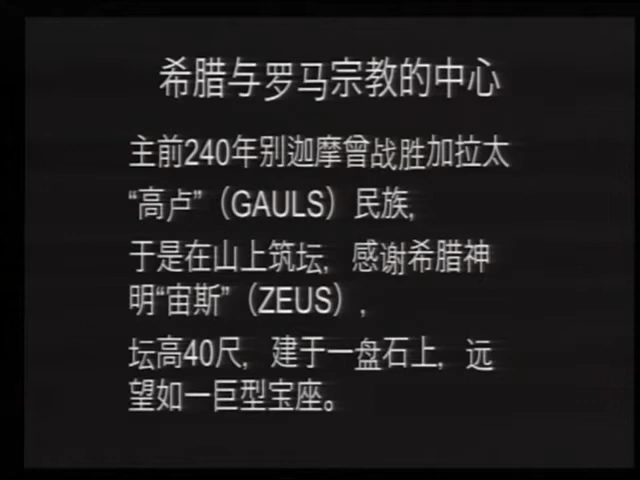 希腊与罗马宗教的中心
主前240年别迦摩曾战胜加拉太
“高卢”（GAULS）民族,
于是在山上筑坛, 感谢希腊神
明“宙斯”（ZEUS）,
坛高40尺, 建于一盘石上, 远
望如一巨型宝座。